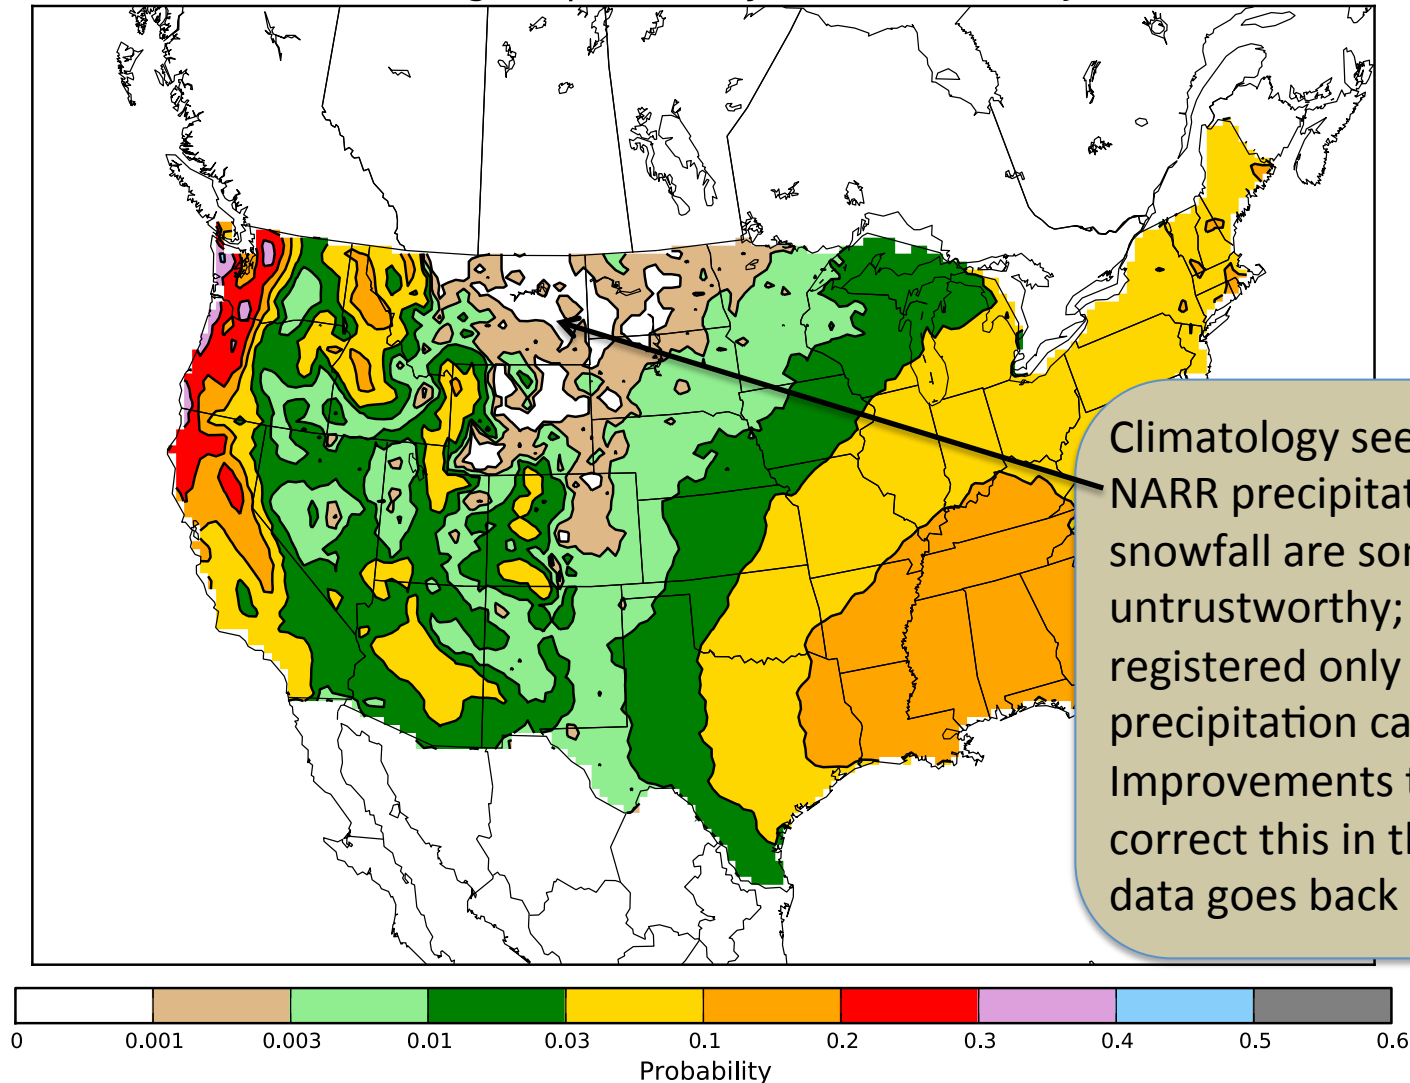 Climatology see
NARR precipitat
snowfall are som
untrustworthy;
registered only
precipitation ca
Improvements t
correct this in th
data goes back
0 0.001 0.003 0.01 0.03 0.1 0.2 0.3 0.4 0.5 0.6
Probability